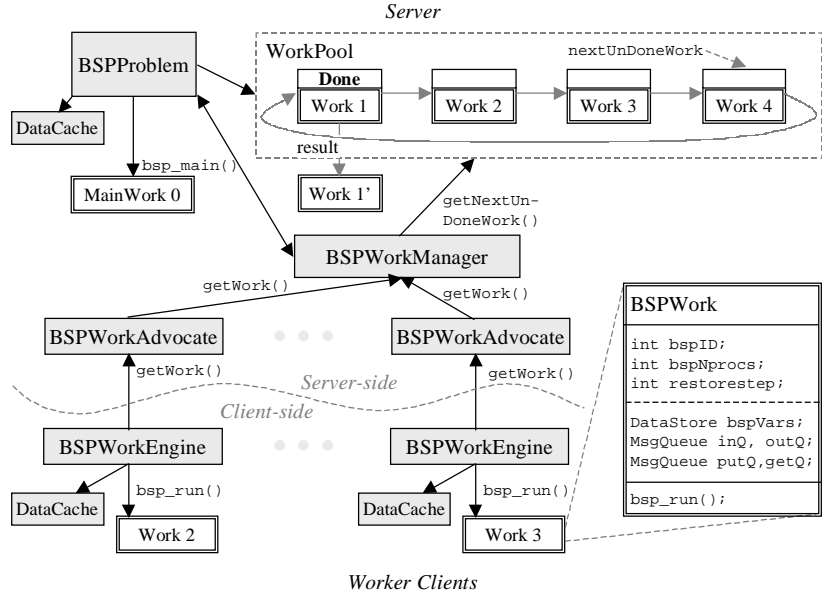 Server
BSPProblem
WorkPool
nextUnDoneWork
Done
Work 1
Work 2
Work 3
Work 4
DataCache
bsp_main()
result
MainWork 0
Work 1’
getNextUn-
DoneWork()
BSPWorkManager
getWork()
getWork()
BSPWorkAdvocate
BSPWorkAdvocate
getWork()
getWork()
Server-side
Client-side
BSPWorkEngine
BSPWorkEngine
DataCache
bsp_run()
DataCache
bsp_run()
Work 2
Work 3
BSPWork
int bspID;
int bspNprocs;
int restorestep;
DataStore bspVars;
MsgQueue inQ, outQ;
MsgQueue putQ,getQ;
bsp_run();
Worker Clients